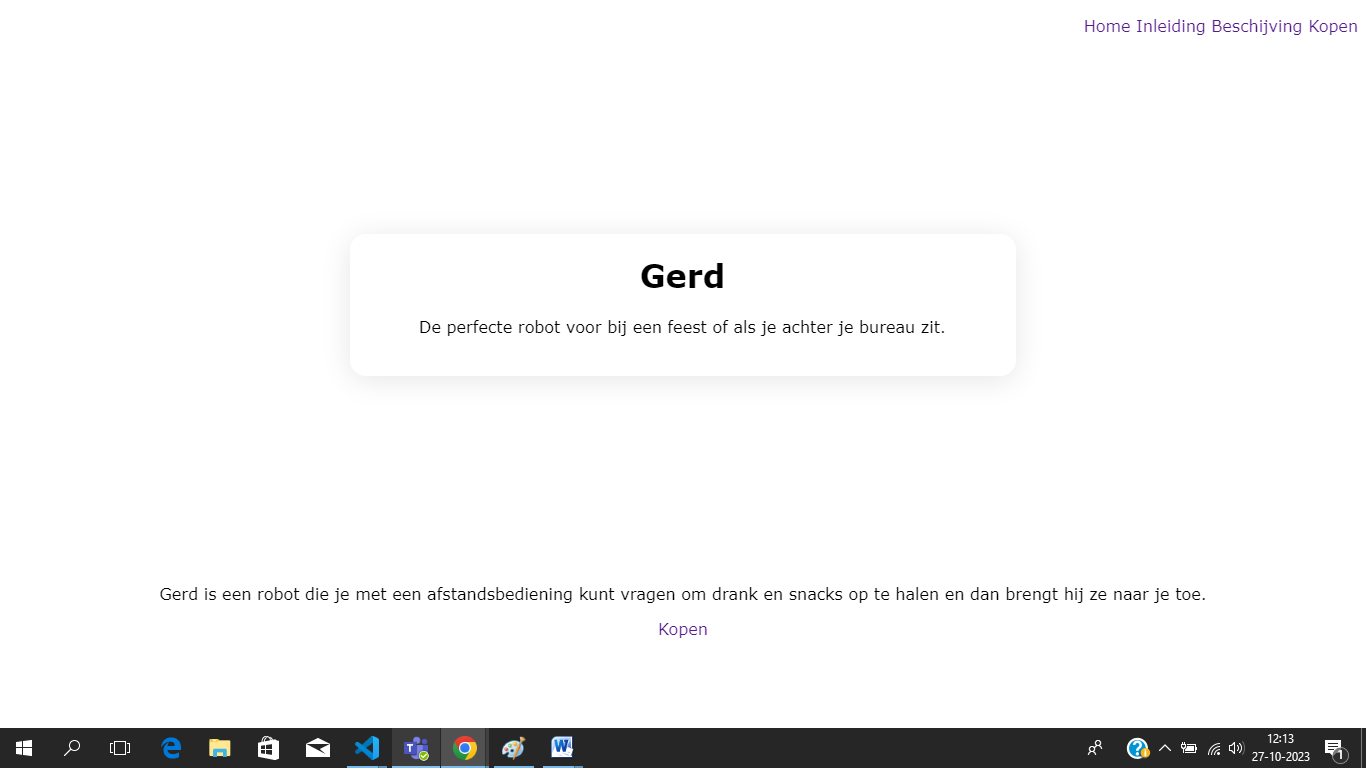 Home Inleiding Beschijving Kopen
Gerd
De perfecte robot voor bij een feest of als je achter je bureau zit.
Gerd is een robot die je met een afstandsbediening kunt vragen om drank en snacks op te halen en dan brengt hij ze naar je toe.
Kopen
12:13
27-10-2023
1